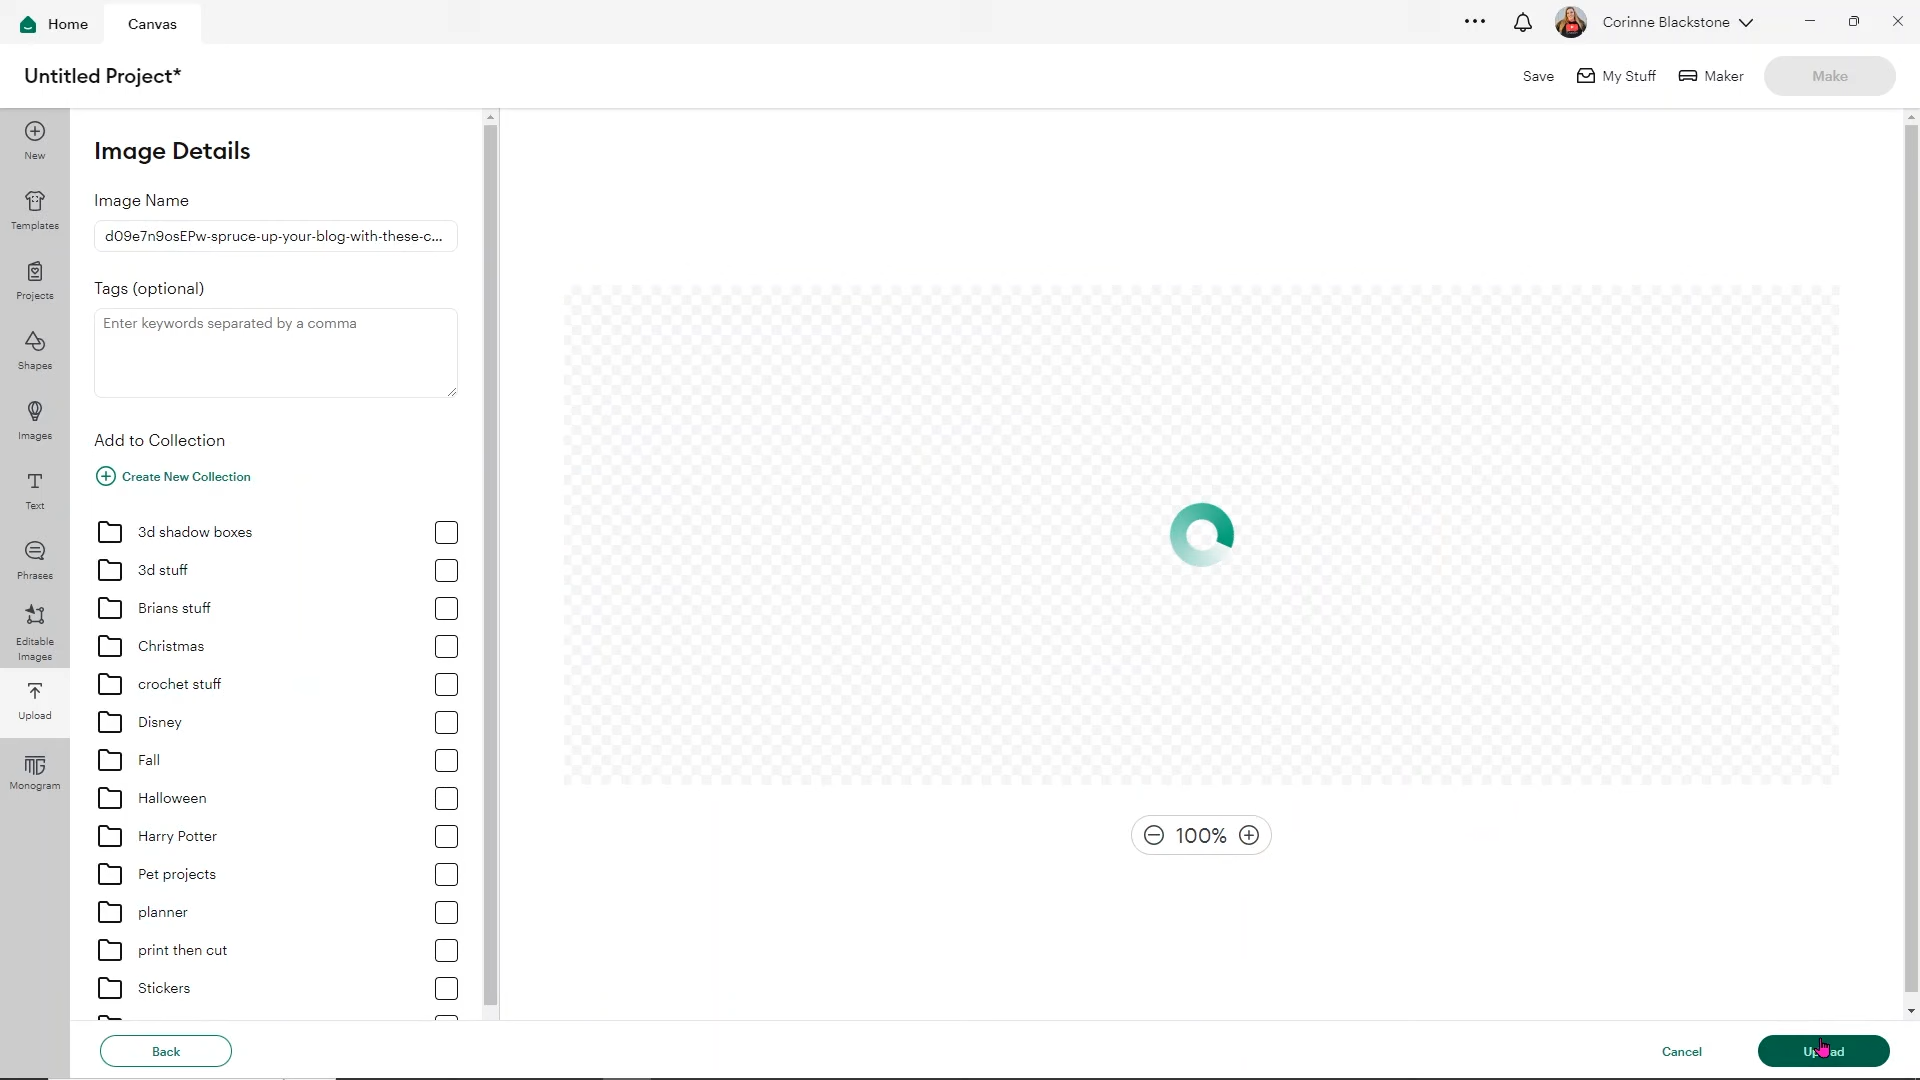 Home
Canvas
Corinne Blackstone
Untitled Project*
Save
My Stuff
Maker
Make
New
Templates
Projects
Shapes
Images
Text
Phrases
Editable
Images
Upload
Monogram
Image Details
Image Name
d09e7n9osEPw-spruce-up-your-blog-with-these-c...
Tags (optional)
Enter keywords separated by a comma
Add to Collection
Create New Collection
3d shadow boxes
3d stuff
Brians stuff
Christmas
crochet stuff
Disney
Fall
Halloween
Harry Potter
Pet projects
planner
print then cut
Stickers
100%
Back
Cancel
Upload